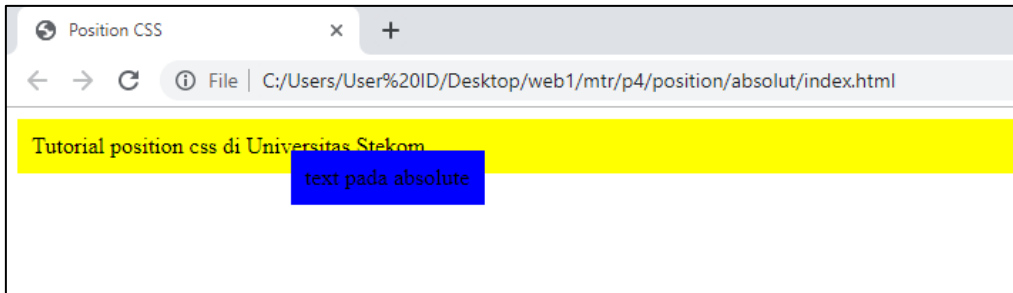 Position CSS
File C:/Users/User%20ID/Desktop/web1/mtr/p4/position/absolut/index.html
Tutorial position css di Universitas Stekom
text pada absolute